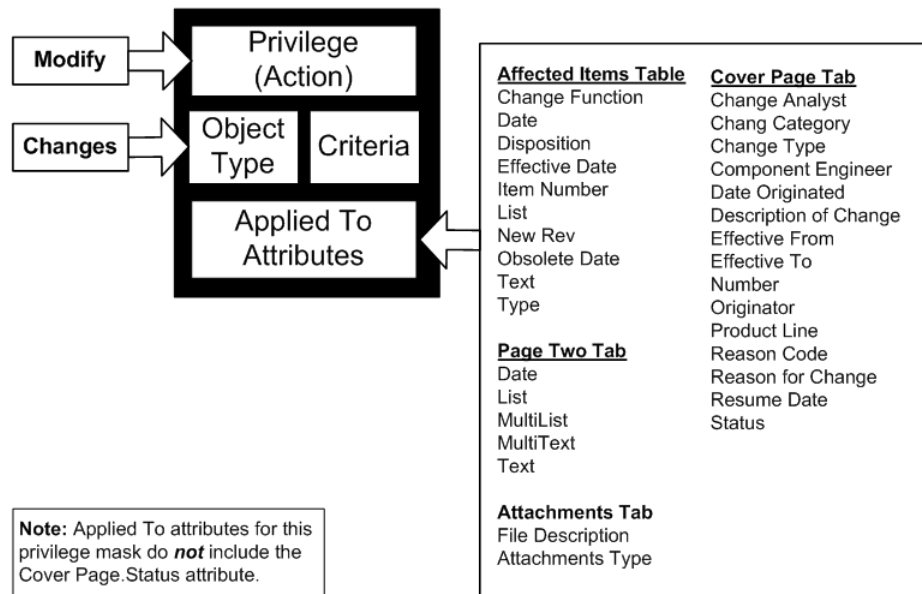 Modify
Privilege
(Action)
Changes
Object
Type
Criteria
Applied To
Attributes
Affected Items Table
Change Function
Date
Disposition
Effective Date
Item Number
List
New Rev
Obsolete Date
Text
Type
Page Two Tab
Date
List
MultiList
MultiText
Text
Attachments Tab
File Description
Attachments Type
Cover Page Tab
Change Analyst
Chang Category
Change Type
Component Engineer
Date Originated
Description of Change
Effective From
Effective To
Number
Originator
Product Line
Reason Code
Reason for Change
Resume Date
Status
Note: Applied To attributes for this
privilege mask do not include the
Cover Page.Status attribute.